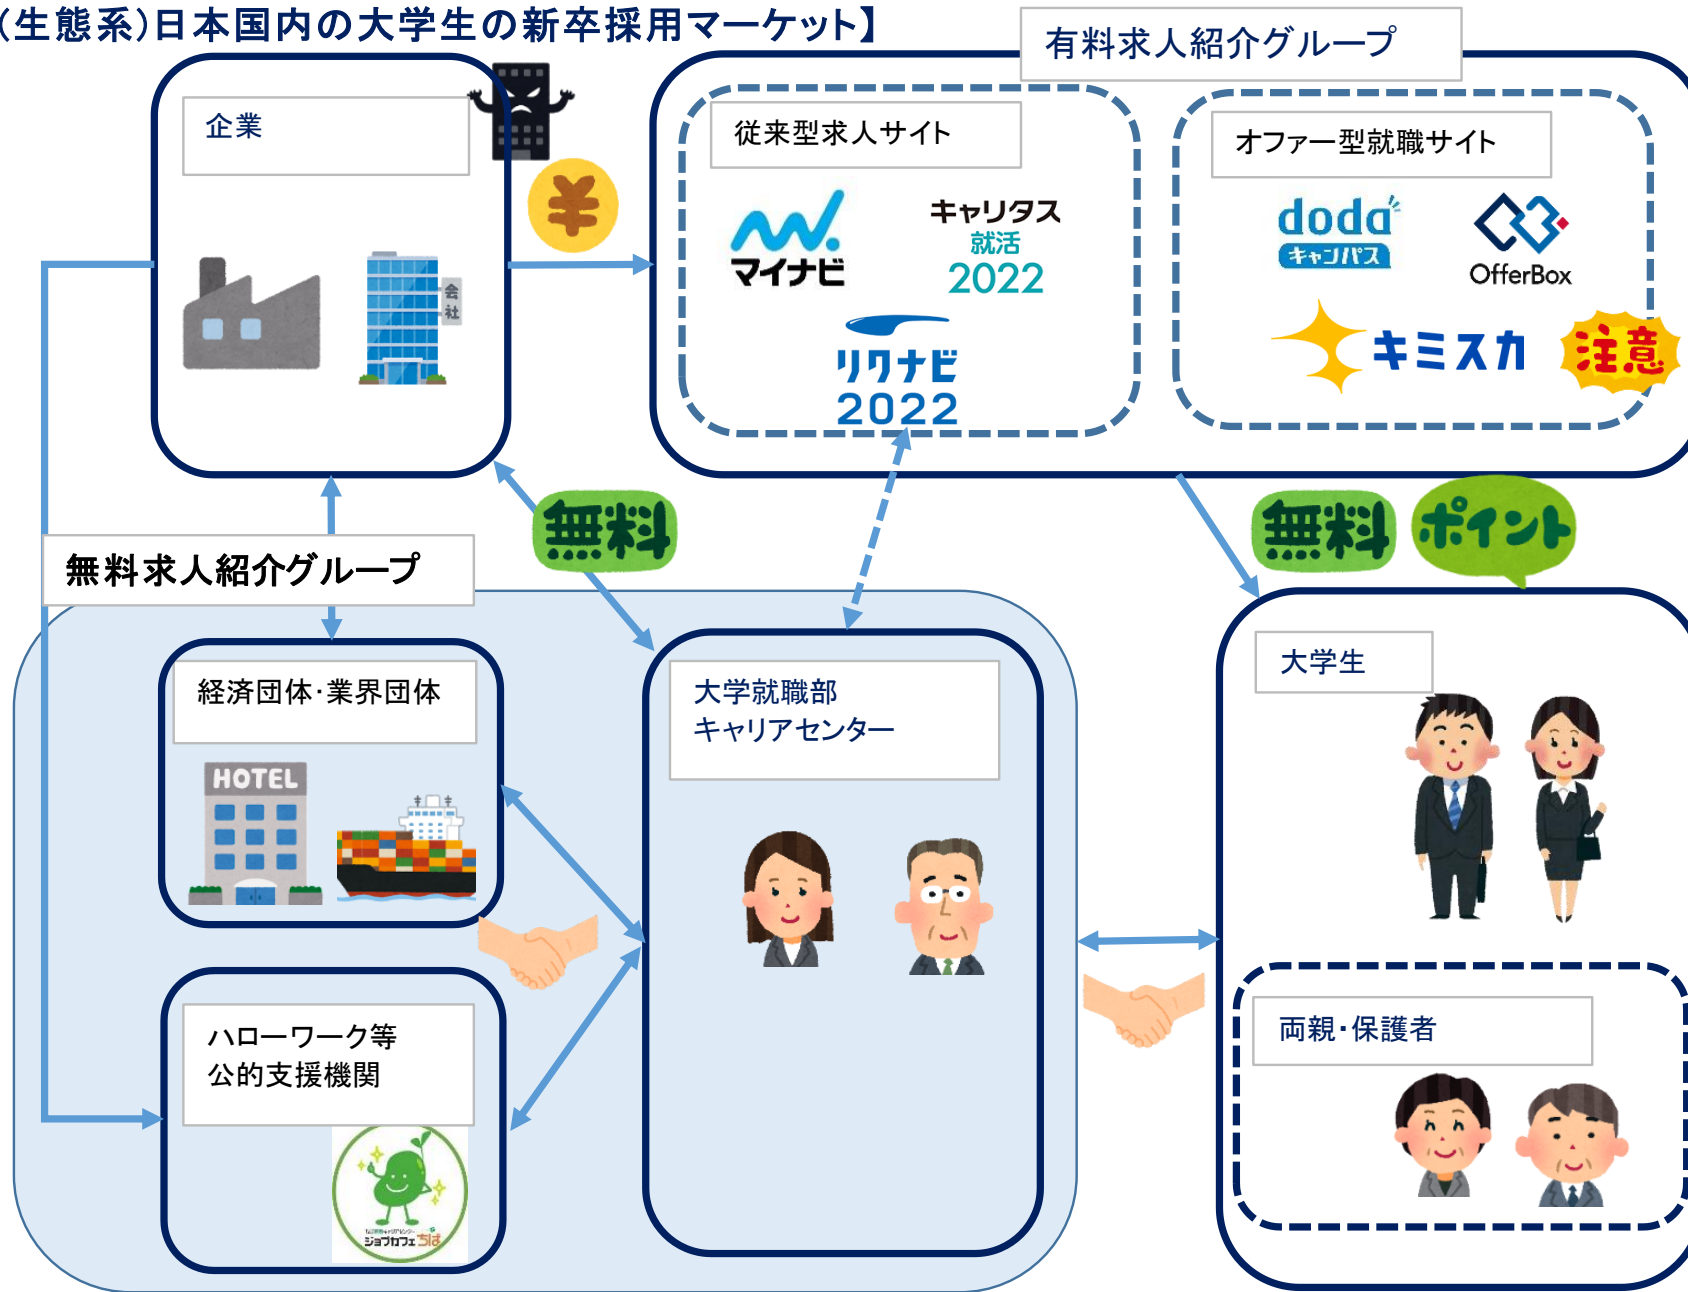 (生態系)日本国内の大学生の新卒採用マーケット】
有料求人紹介グループ
企業
従来型求人サイト
オファー型就職サイト
会社
マイナビ
キャリタス
就活
2022
doda
キャンパス
OfferBox
リクナビ
2022
キミスカ
注意
無料
無料
ポイント
無料求人紹介グループ
経済団体・業界団体
大学就職部
キャリアセンター
大学生
HOTEL
ハローワーク等
公的支援機関
両親・保護者
ジョブカフェちば